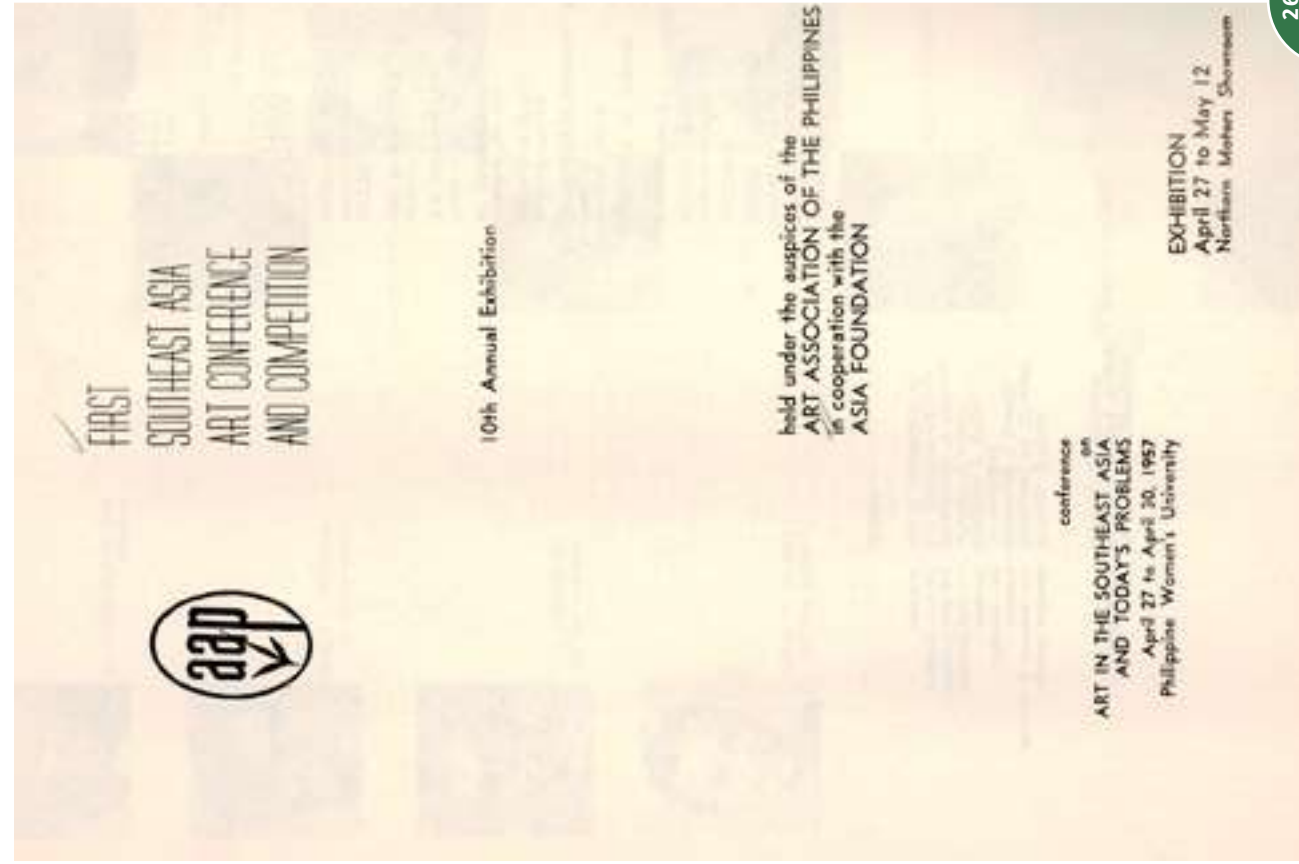 FIRST
SOUTHEAST ASIA
ART CONFERENCE
AND COMPETITION
aap
10th Annual Exhibition
held under the auspices of the
ART ASSOCIATION OF THE PHILIPPINES
in cooperation with the
ASIA FOUNDATION
conference
on
ART IN THE SOUTHEAST ASIA
AND TODAY'S PROBLEMS
April 27 to April 30, 1957
Philippine Women's University
EXHIBITION
April 27 to May 12
Northern Motors Showroom